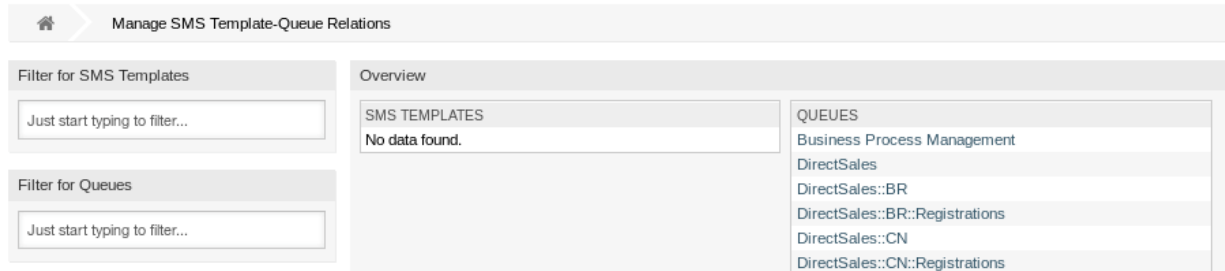 Manage SMS Template-Queue Relations
Filter for SMS Templates
Just start typing to filter...
Filter for Queues
Just start typing to filter...
Overview
SMS TEMPLATES
No data found.
QUEUES
Business Process Management
DirectSales
DirectSales::BR
DirectSales::BR::Registrations
DirectSales::CN
DirectSales::CN::Registrations